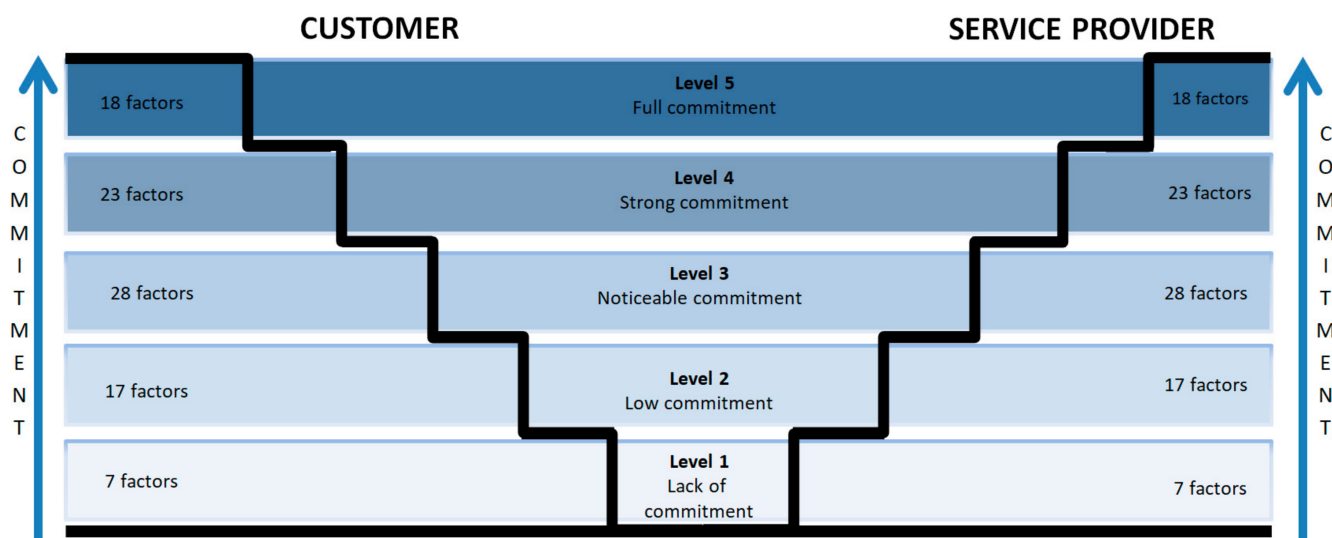 CUSTOMER
SERVICE PROVIDER
COMMITMENT
18 factors
Level 5
Full commitment
18 factors
23 factors
Level 4
Strong commitment
23 factors
28 factors
Level 3
Noticeable commitment
28 factors
17 factors
Level 2
Low commitment
17 factors
7 factors
Level 1
Lack of
commitment
7 factors
COMMITMENT